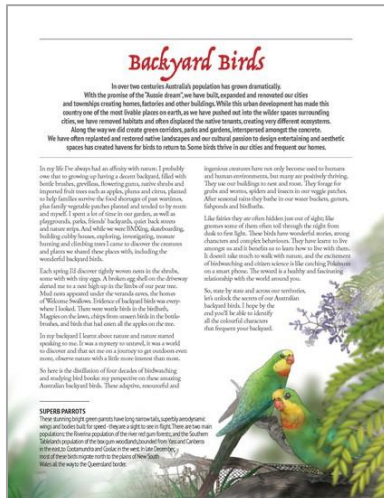 Backyard Birds
In over two centuries Australia's population has grown dramatically.
With the promise of the "Aussie dream", we have built, expanded and renovated our cities
and townships creating homes, factories and other buildings. While this urban development has made this
country one of the most livable places on earth, as we have pushed out into the wilder spaces surrounding
cities, we have removed habitats and often displaced the native tenants, creating very different ecosystems.
Along the way we did create green corridors, parks and gardens, interspersed amongst the concrete.
We have often replanted and restored native landscapes and our cultural passion to design entertaining and aesthetic
spaces has created havens for birds to return to. Some birds thrive in our cities and frequent our homes.
In my life I've always had an affinity with nature. I probably
owe that to growing up having a decent backyard, filled with
bottle brushes, grevilleas, flowering gums, native shrubs and
imported fruit trees such as apples, plums and citrus, planted
to help families survive the food shortages of past wartimes,
plus family vegetable patches planted and tended to by mum
and myself. I spent a lot of time in our garden, as well as
playgrounds, parks, friends' backyards, quiet back streets
and nature strips. And while we were BMXing, skateboarding,
building cubby houses, exploring, investigating, rooster
hunting and climbing trees I came to discover the creatures
and plants we shared these places with, including the
wonderful backyard birds.
Each spring I'd discover tightly woven nests in the shrubs,
some with with tiny eggs. A broken egg shell on the driveway
alerted me to a nest high up in the limbs of our pear tree.
Mud nests appeared under the veranda eaves, the homes
of Welcome Swallows. Evidence of backyard birds was every-
where I looked. There were wattle birds in the birdbath,
Magpies on the lawn, chips from unseen birds in the bottle-
brushes, and birds that had eaten all the apples on the tree.
In my backyard I learnt about nature and nature started
speaking to me. It was a mystery to unravel, it was a world
to discover and that set me on a journey to get outdoors even
more, observe nature with a little more interest than most.
So here is the distillation of four decades of birdwatching
and studying bird books: my perspective on these amazing
Australian backyard birds. These adaptive, resourceful and
ingenious creatures have not only become used to humans
and human environments, but many are positively thriving.
They use our buildings to nest and roost. They forage for
grubs and worms, spiders and insects in our veggie patches.
After seasonal rains they bathe in our water buckets, gutters,
fishponds and birdbaths.
Like fairies they are often hidden just out of sight; like
gnomes some of them often toil through the night from
dusk to first light. These birds have wonderful stories, strong
characters and complex behaviours. They have learnt to live
amongst us and it benefits us to learn how to live with them.
It doesn't take much to walk with nature, and the excitement
of birdwatching and citizen science is like catching Pokémon
on a smart phone. The reward is a healthy and fascinating
relationship with the world around you.
So, state by state and across our territories,
let's unlock the secrets of our Australian
backyard birds. I hope by the
end you'll be able to identify
all the colourful characters
that frequent your backyard.
SUPERB PARROTS
These stunning bright green parrots have long narrow tails, superbly aerodynamic
wings and bodies built for speed - they are a sight to see in flight. There are two main
populations: the Riverina population of the river red gum forests; and the Southern
Tablelands population of the box gum woodlands, bounded from Yass and Canberra
in the east, to Cootamundra and Coolac in the west. In late December,
most of these birds migrate north to the plains of New South
Wales all the way to the Queensland border.